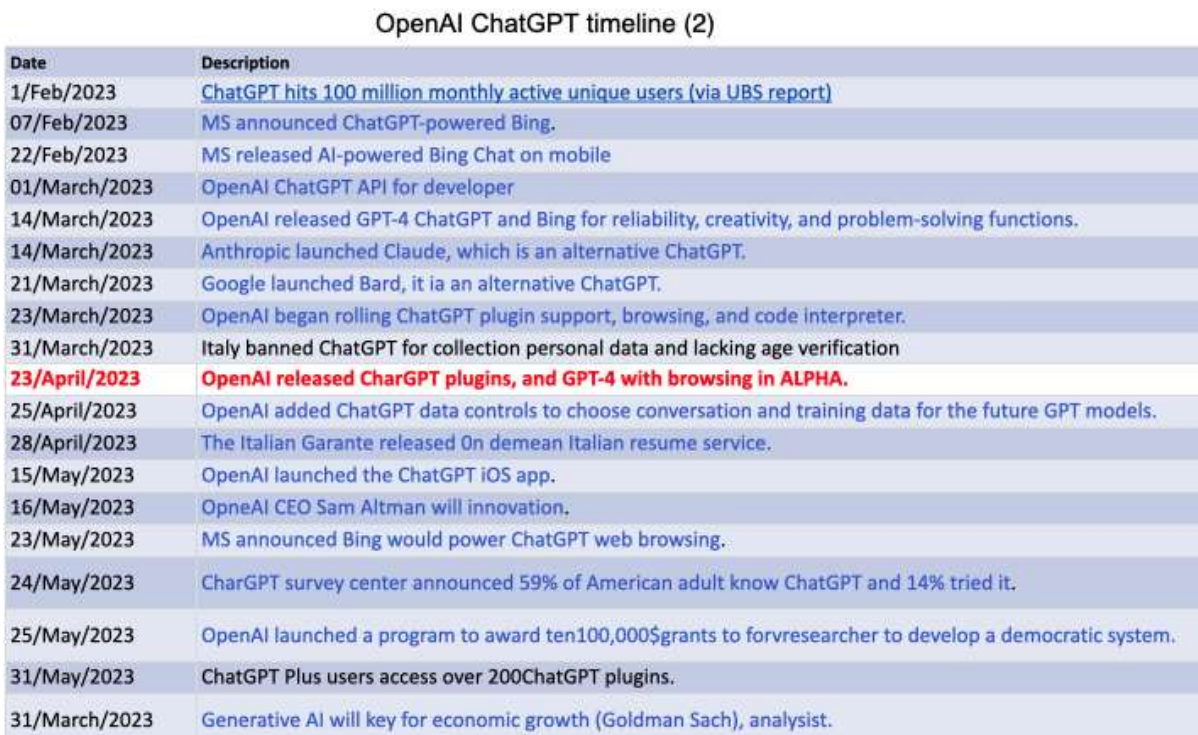 OpenAI ChatGPT timeline (2)
Date Description
1/Feb/2023 ChatGPT hits 100 million monthly active unique users (via UBS report)
07/Feb/2023 MS announced ChatGPT-powered Bing.
22/Feb/2023 MS released AI-powered Bing Chat on mobile
01/March/2023 OpenAI ChatGPT API for developer
14/March/2023 OpenAI released GPT-4 ChatGPT and Bing for reliability, creativity, and problem-solving functions.
14/March/2023 Anthropic launched Claude, which is an alternative ChatGPT.
21/March/2023 Google launched Bard, it ia an alternative ChatGPT.
23/March/2023 OpenAI began rolling ChatGPT plugin support, browsing, and code interpreter.
31/March/2023 Italy banned ChatGPT for collection personal data and lacking age verification
23/April/2023 OpenAI released CharGPT plugins, and GPT-4 with browsing in ALPHA.
25/April/2023 OpenAI added ChatGPT data controls to choose conversation and training data for the future GPT models.
28/April/2023 The Italian Garante released 0n demean Italian resume service.
15/May/2023 OpenAI launched the ChatGPT iOS app.
16/May/2023 OpneAI CEO Sam Altman will innovation.
23/May/2023 MS announced Bing would power ChatGPT web browsing.
24/May/2023 CharGPT survey center announced 59% of American adult know ChatGPT and 14% tried it.
25/May/2023 OpenAI launched a program to award ten100,000$grants to forvresearcher to develop a democratic system.
31/May/2023 ChatGPT Plus users access over 200ChatGPT plugins.
31/March/2023 Generative AI will key for economic growth (Goldman Sach), analysist.